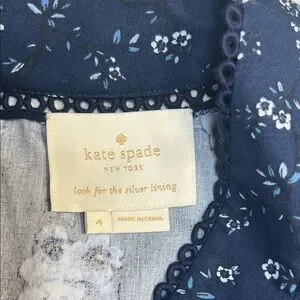 kate spade
NEW YORK
look for the silver lining
4
MADE IN CHINA